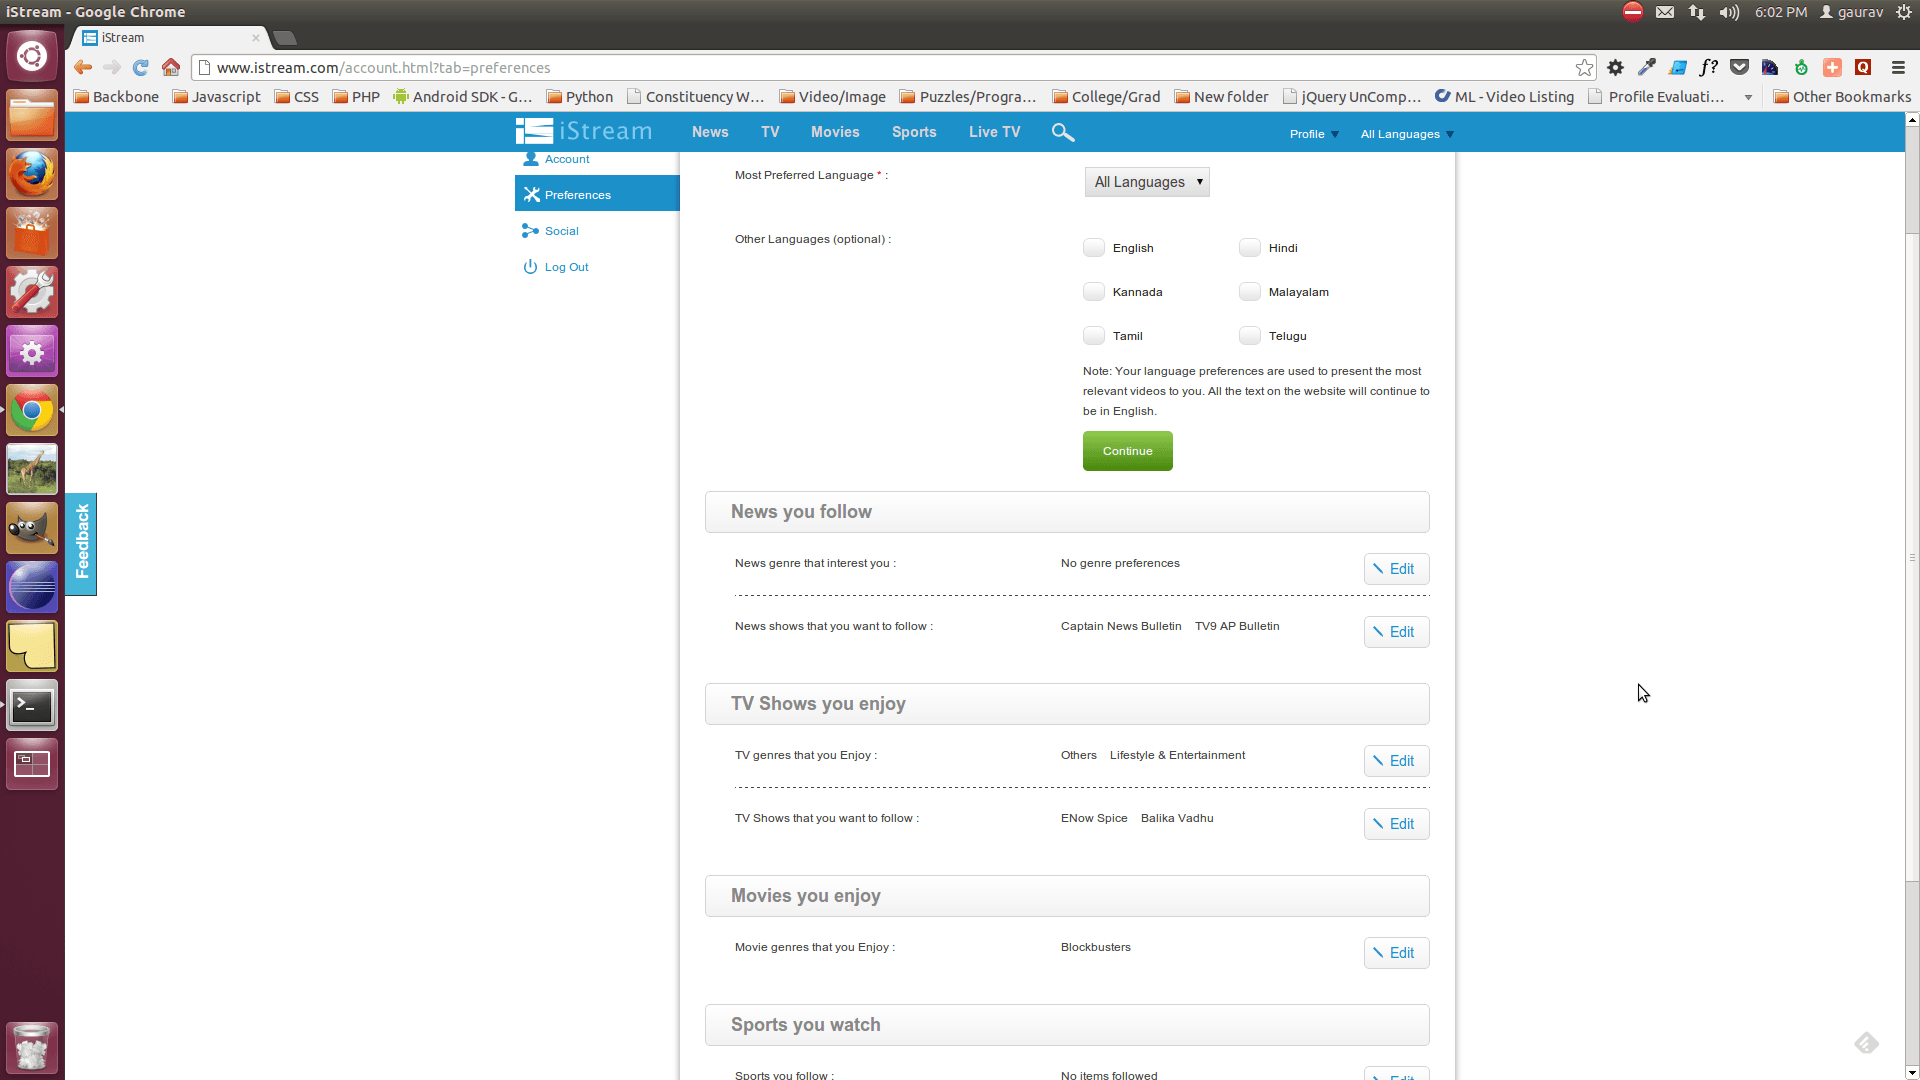 iStream - Google Chrome
6:02 PM gaurav
iStream
www.istream.com/account.html?tab=preferences
f?
Q
Backbone Javascript CSS PHP Android SDK - G... Python Constituency W... Video/Image Puzzles/Progra... College/Grad New folder jQuery UnComp... ML - Video Listing Profile Evaluati... Other Bookmarks
iStream News TV Movies Sports Live TV Profile All Languages
Account
Preferences
Social
Log Out
Feedback
Most Preferred Language * : All Languages
Other Languages (optional) :
English Hindi
Kannada Malayalam
Tamil Telugu
Note: Your language preferences are used to present the most
relevant videos to you. All the text on the website will continue to
be in English.
Continue
News you follow
News genre that interest you : No genre preferences Edit
News shows that you want to follow : Captain News Bulletin TV9 AP Bulletin Edit
TV Shows you enjoy
TV genres that you Enjoy : Others Lifestyle & Entertainment Edit
TV Shows that you want to follow : ENow Spice Balika Vadhu Edit
Movies you enjoy
Movie genres that you Enjoy : Blockbusters Edit
Sports you watch
Sports you follow : No items followed Edit